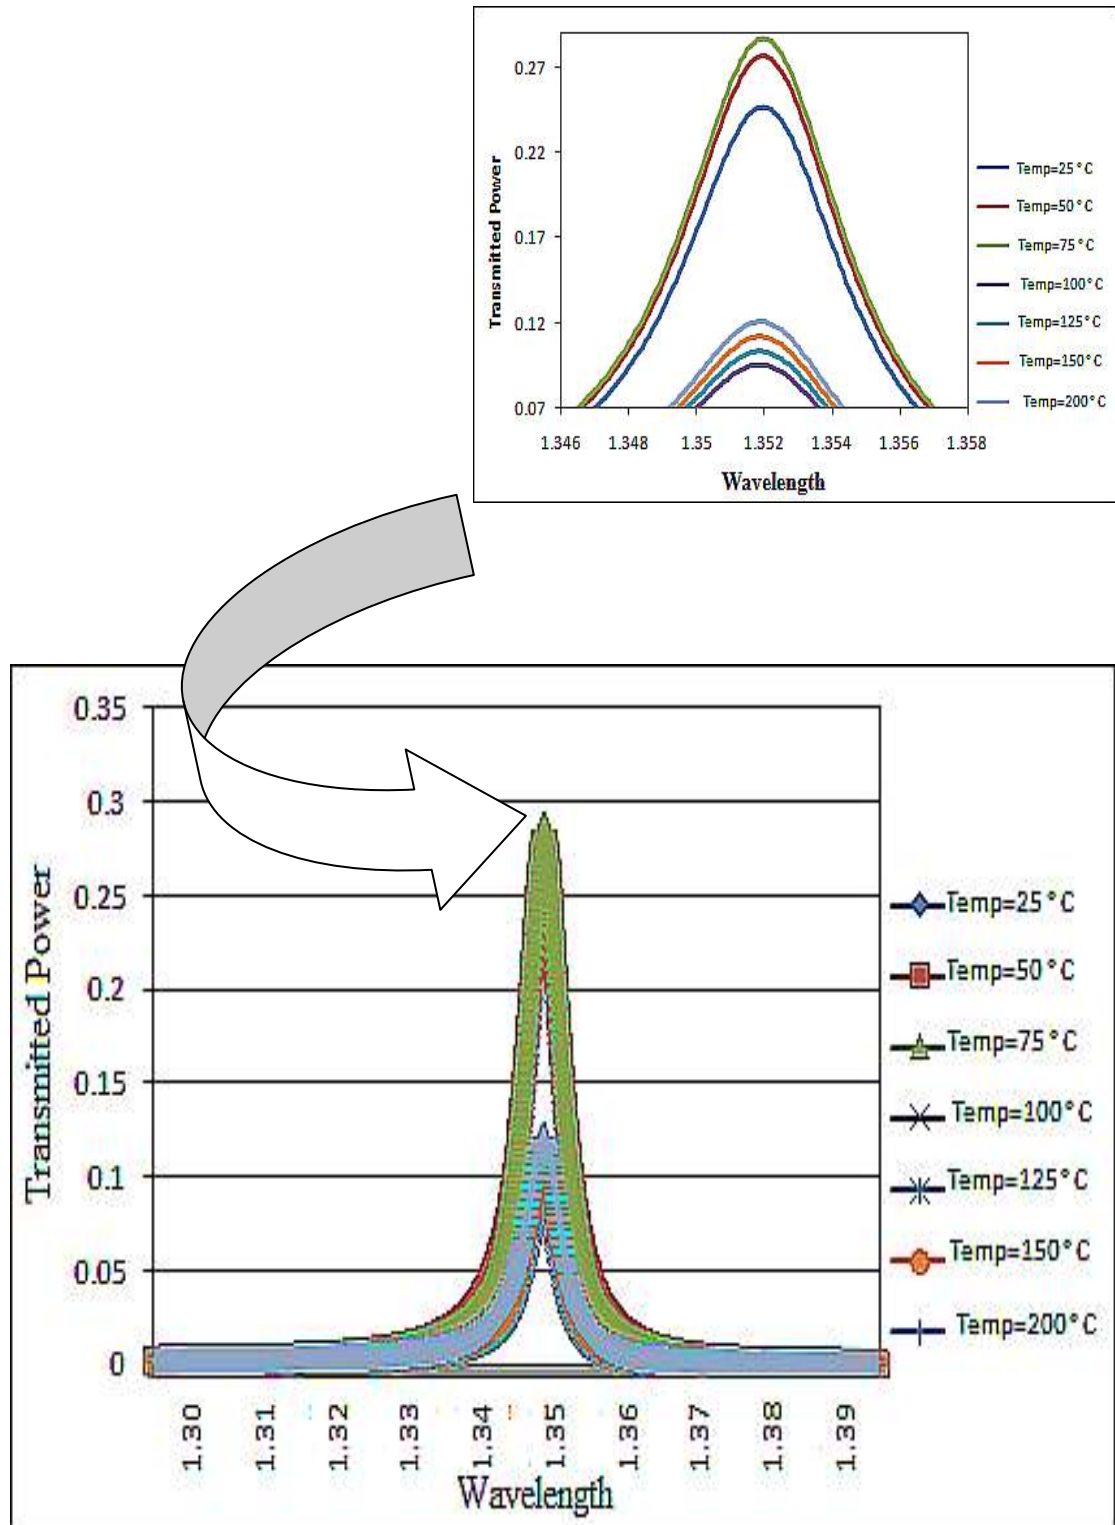 0.27
0.22
0.17
0.12
0.07
Transmitted Power
1.346 1.348 1.35 1.352 1.354 1.356 1.358
Wavelength
Temp=25°C
Temp=50°C
Temp=75°C
Temp=100°C
Temp=125°C
Temp=150°C
Temp=200°C
0.35
0.3
0.25
0.2
0.15
0.1
0.05
0
Transmitted Power
1.30 1.31 1.32 1.33 1.34 1.35 1.36 1.37 1.38 1.39
Wavelength
Temp=25°C
Temp=50°C
Temp=75°C
Temp=100°C
Temp=125°C
Temp=150°C
Temp=200°C